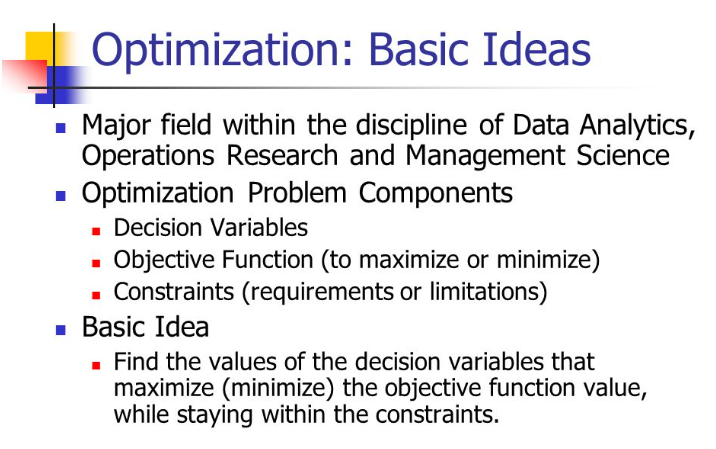 Optimization: Basic Ideas
Major field within the discipline of Data Analytics,
Operations Research and Management Science
Optimization Problem Components
Decision Variables
Objective Function (to maximize or minimize)
Constraints (requirements or limitations)
Basic Idea
Find the values of the decision variables that
maximize (minimize) the objective function value,
while staying within the constraints.